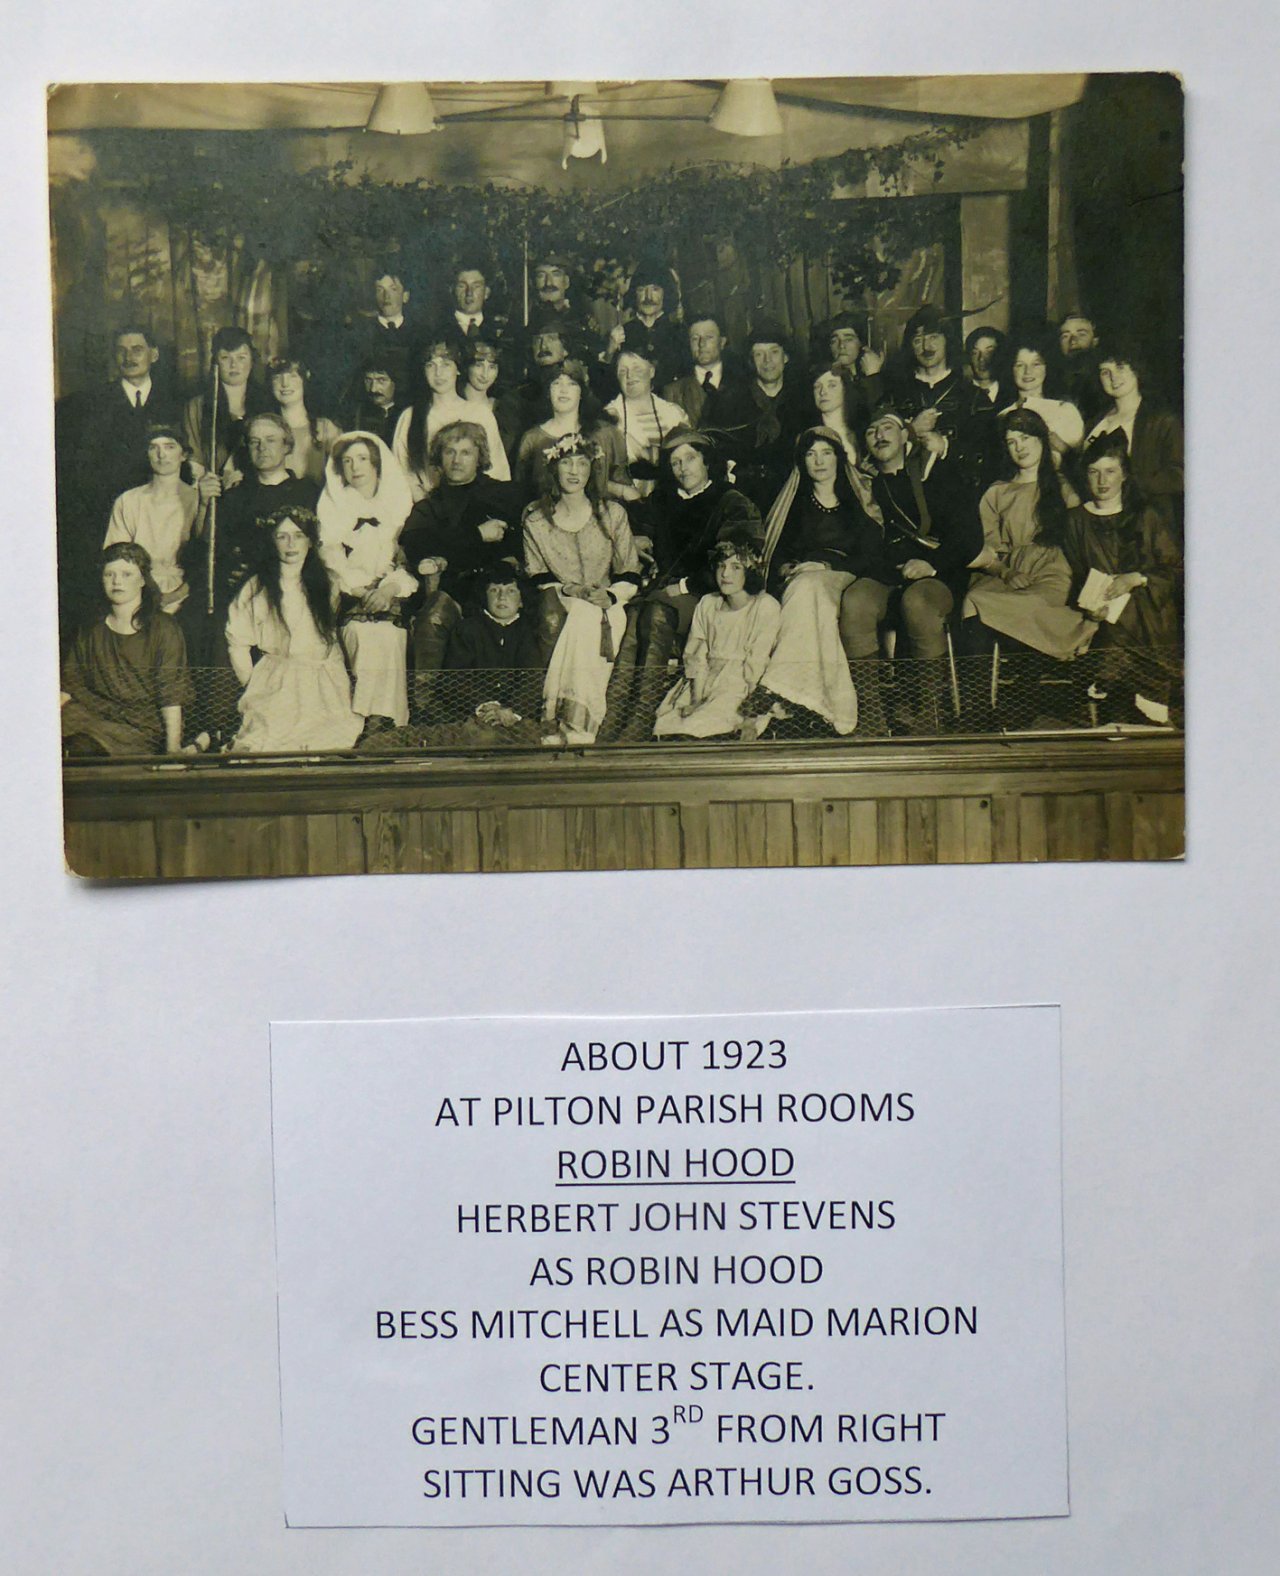 ABOUT 1923
AT PILTON PARISH ROOMS
ROBIN HOOD
HERBERT JOHN STEVENS
AS ROBIN HOOD
BESS MITCHELL AS MAID MARION
CENTER STAGE.
GENTLEMAN 3RD FROM RIGHT
SITTING WAS ARTHUR GOSS.